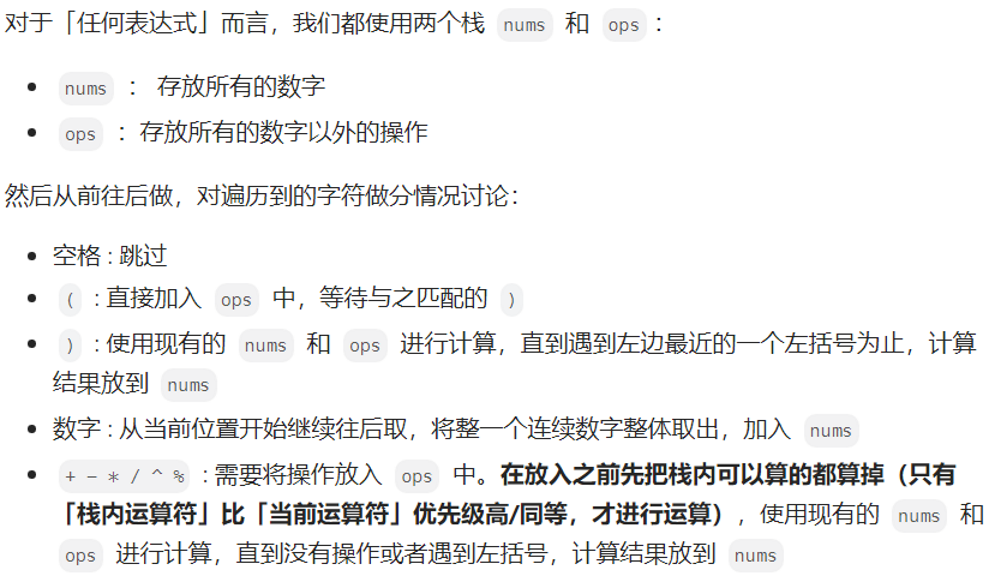 对于「任何表达式」而言，我们都使用两个栈 nums 和 ops：
• nums ： 存放所有的数字
• ops ：存放所有的数字以外的操作
然后从前往后做，对遍历到的字符做分情况讨论：
• 空格 : 跳过
• ( : 直接加入 ops 中，等待与之匹配的 )
• ) : 使用现有的 nums 和 ops 进行计算，直到遇到左边最近的一个左括号为止，计算
结果放到 nums
• 数字 : 从当前位置开始继续往后取，将整一个连续数字整体取出，加入 nums
• + - * / ^ % : 需要将操作放入 ops 中。在放入之前先把栈内可以算的都算掉（只有
「栈内运算符」比「当前运算符」优先级高/同等，才进行运算），使用现有的 nums 和
ops 进行计算，直到没有操作或者遇到左括号，计算结果放到 nums